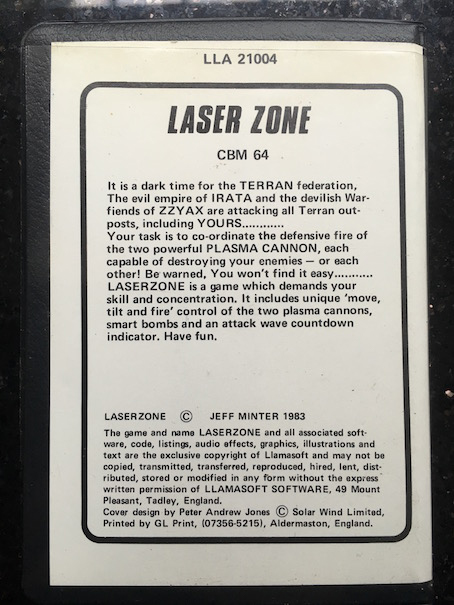 LLA 21004
LASER ZONE
CBM 64
It is a dark time for the TERRAN federation,
The evil empire of IRATA and the devilish War-
fiends of ZZYAX are attacking all Terran out-
posts, including YOURS............
Your task is to co-ordinate the defensive fire of
the two powerful PLASMA CANNON, each
capable of destroying your enemies — or each
other! Be warned, You won't find it easy...........
LASERZONE is a game which demands your
skill and concentration. It includes unique 'move,
tilt and fire' control of the two plasma cannons,
smart bombs and an attack wave countdown
indicator. Have fun.
LASERZONE © JEFF MINTER 1983
The game and name LASERZONE and all associated soft-
ware, code, listings, audio effects, graphics, illustrations and
text are the exclusive copyright of Llamasoft and may not be
copied, transmitted, transferred, reproduced, hired, lent, dist-
ributed, stored or modified in any form without the express
written permission of LLAMASOFT SOFTWARE, 49 Mount
Pleasant, Tadley, England.
Cover design by Peter Andrew Jones © Solar Wind Limited,
Printed by GL Print, (07356-5215), Aldermaston, England.